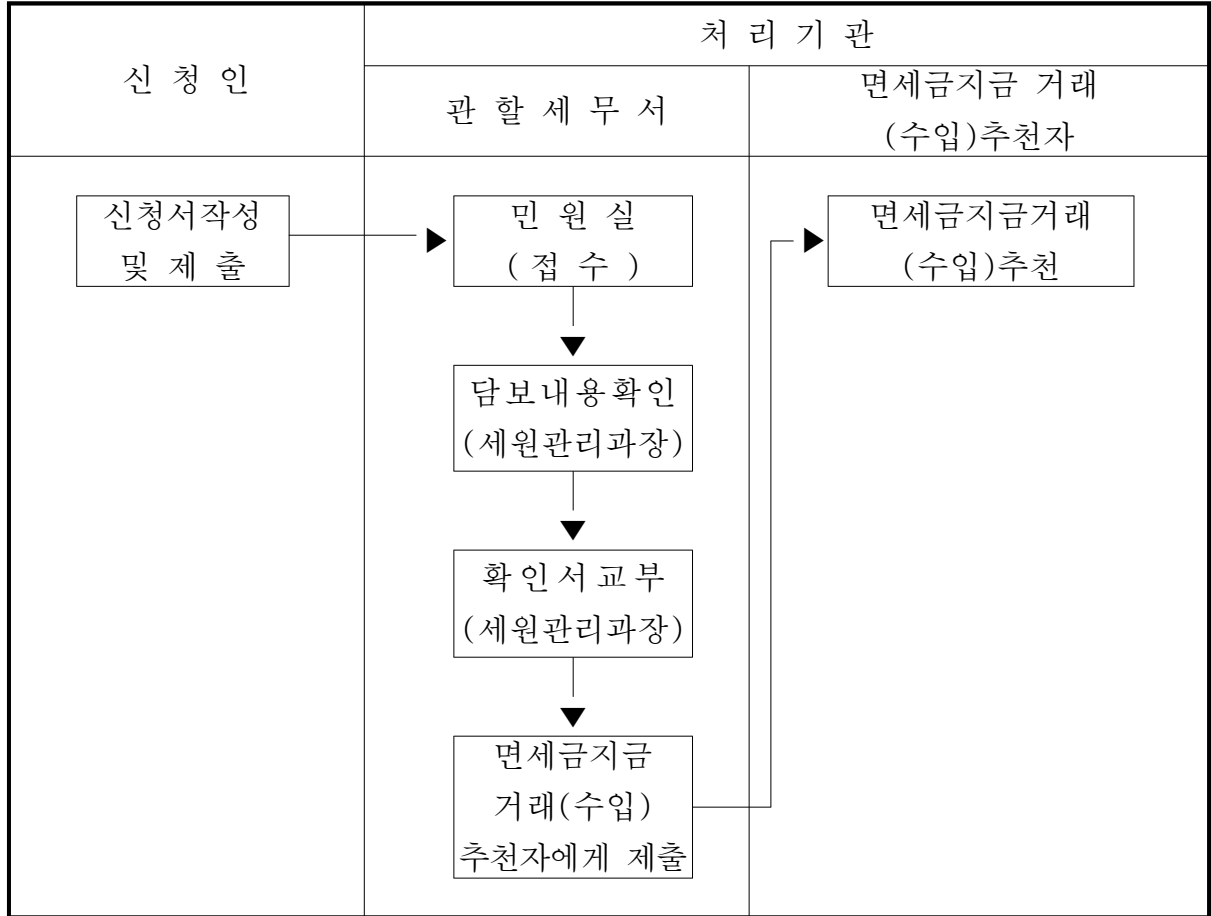 신 청 인
처 리 기 관
관 할 세 무 서
면세금지금 거래
(수입)추천자
신청서작성
및 제 출
민 원 실
( 접 수 )
담보내용확인
(세원관리과장)
확인서교부
(세원관리과장)
면세금지금
거래(수입)
추천자에게 제출
면세금지금거래
(수입)추천